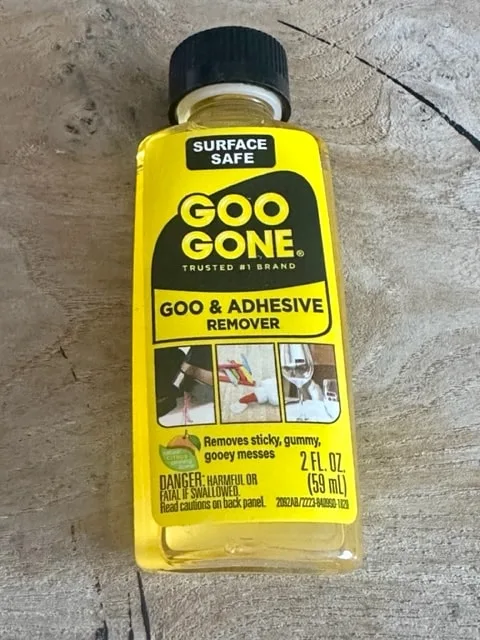 SURFACE
SAFE
GOO
GONE®
TRUSTED #1 BRAND
GOO & ADHESIVE
REMOVER
Removes sticky, gummy,
gooey messes
DANGER: HARMFUL OR
FATAL IF SWALLOWED.
Read cautions on back panel.
2 FL. OZ.
(59 mL)